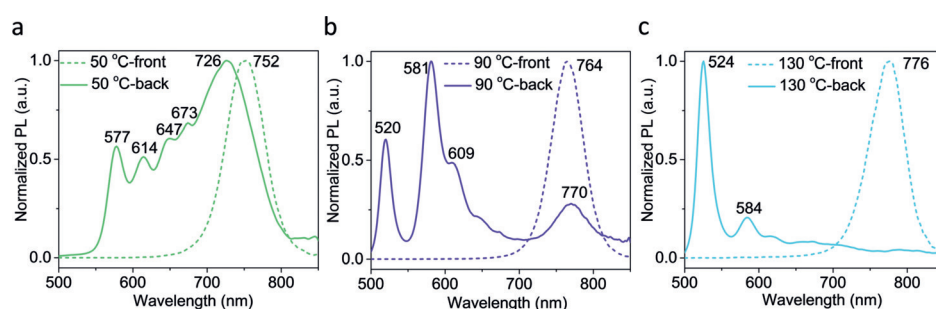 a
Normalized PL (a.u.)
1.0
0.5
0.0
50 °C-front
50 °C-back
577
614
647
673
726
752
500
600
700
800
Wavelength (nm)
b
Normalized PL (a.u.)
1.0
0.5
0.0
90 °C-front
90 °C-back
520
581
609
764
770
500
600
700
800
Wavelength (nm)
c
Normalized PL (a.u.)
1.0
0.5
0.0
130 °C-front
130 °C-back
524
584
776
500
600
700
800
Wavelength (nm)